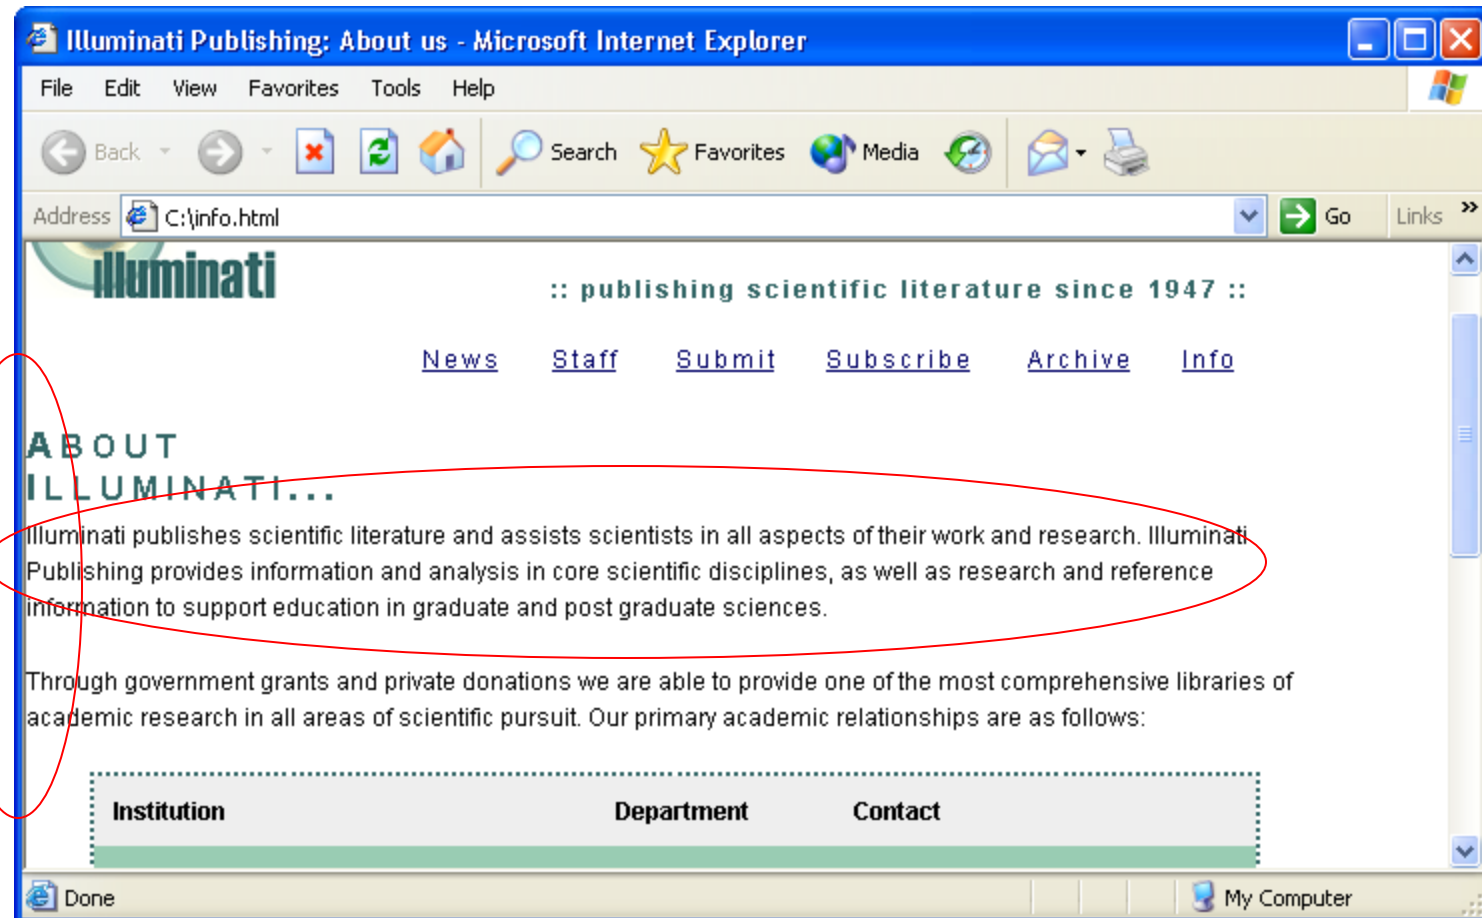 Illuminati Publishing: About us - Microsoft Internet Explorer
File Edit View Favorites Tools Help
Back Search Favorites Media
Address C:\info.html Go Links »
illuminati
:: publishing scientific literature since 1947 ::
News Staff Submit Subscribe Archive Info
ABOUT
ILLUMINATI...
Illuminati publishes scientific literature and assists scientists in all aspects of their work and research. Illuminati
Publishing provides information and analysis in core scientific disciplines, as well as research and reference
information to support education in graduate and post graduate sciences.
Through government grants and private donations we are able to provide one of the most comprehensive libraries of
academic research in all areas of scientific pursuit. Our primary academic relationships are as follows:
Institution Department Contact
Done My Computer